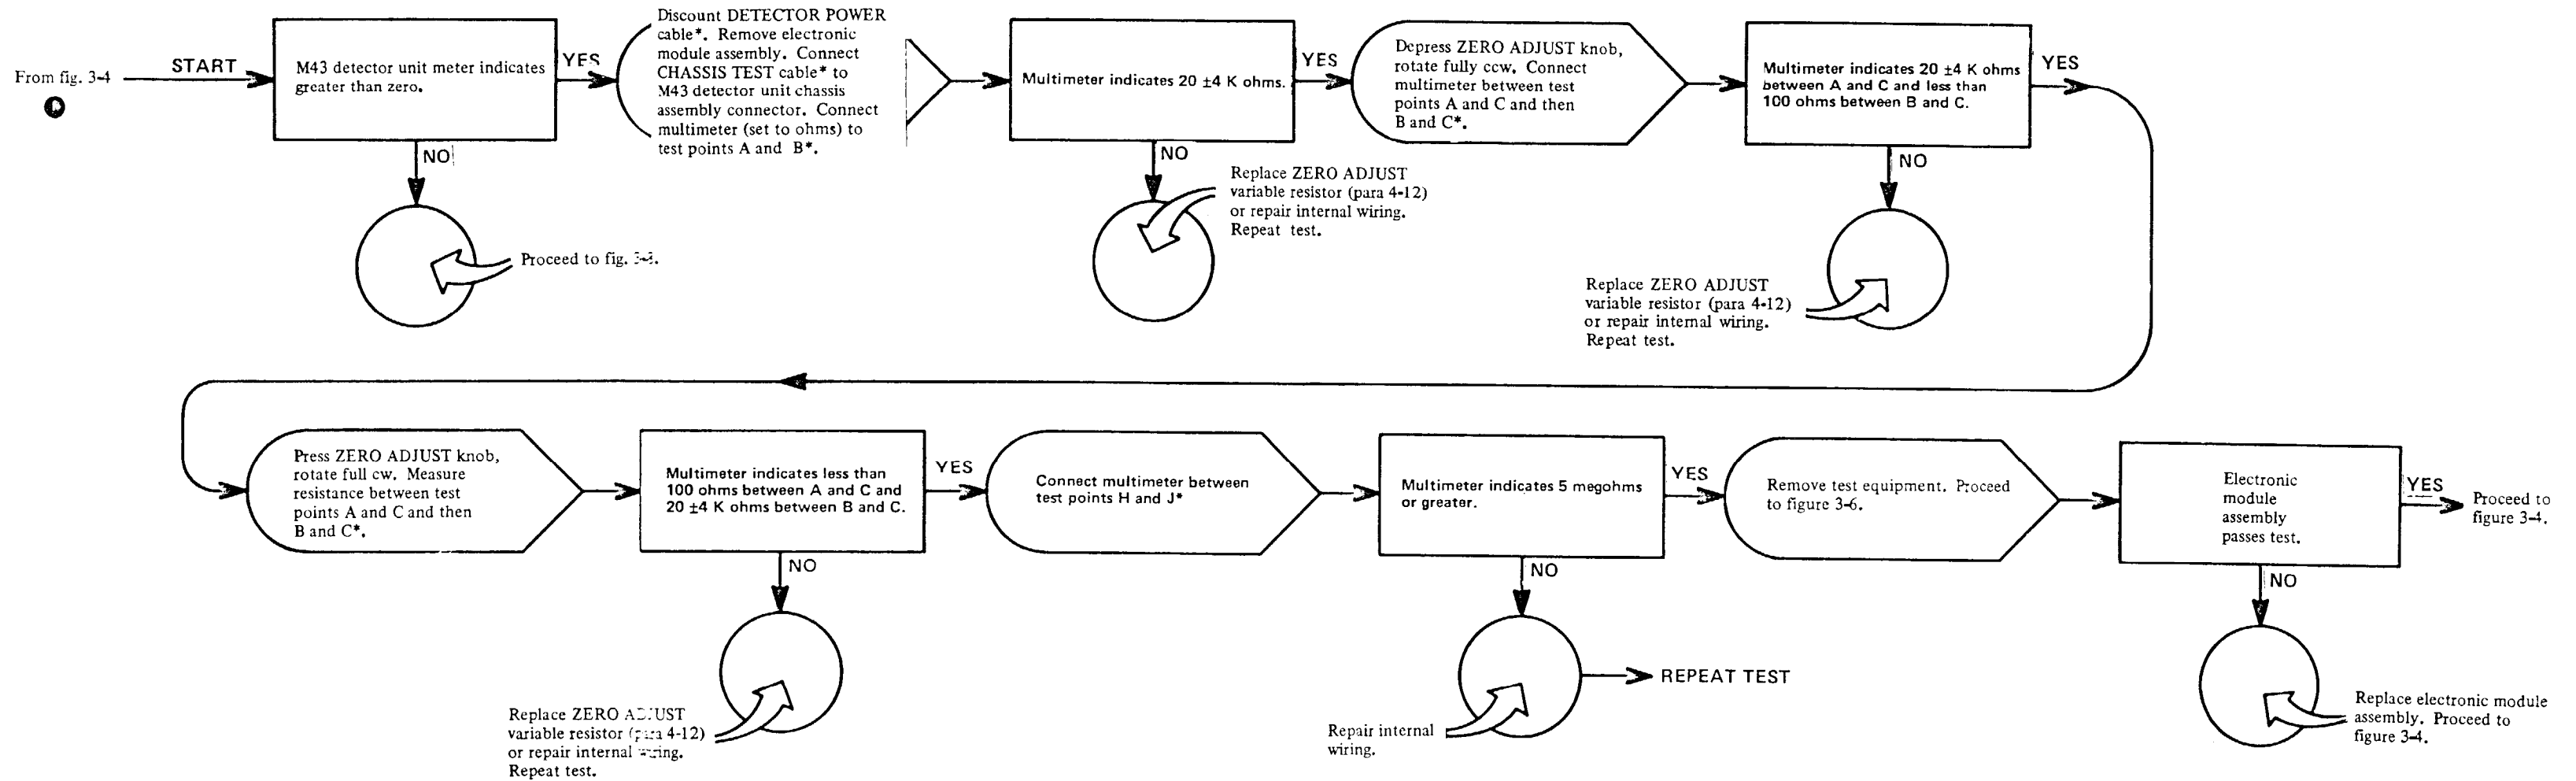 From fig. 3-4
START
M43 detector unit meter indicates
greater than zero.
YES
NO
Proceed to fig.
Discount DETECTOR POWER
cable*. Remove electronic
module assembly. Connect
CHASSIS TEST cable* to
M43 detector unit chassis
assembly connector. Connect
multimeter (set to ohms) to
test points A and B*.
Multimeter indicates 20 ±4 K ohms.
YES
NO
Replace ZERO ADJUST
variable resistor (para 4-12)
or repair internal wiring.
Repeat test.
Depress ZERO ADJUST knob,
rotate fully ccw. Connect
multimeter between test
points A and C and then
B and C*.
Multimeter indicates 20 ±4 K ohms
between A and C and less than
100 ohms between B and C.
YES
NO
Replace ZERO ADJUST
variable resistor (para 4-12)
or repair internal wiring.
Repeat test.
Press ZERO ADJUST knob,
rotate full cw. Measure
resistance between test
points A and C and then
B and C*.
Multimeter indicates less than
100 ohms between A and C and
20 ±4 K ohms between B and C.
YES
NO
Replace ZERO ADJUST
variable resistor (para 4-12)
or repair internal wiring.
Repeat test.
Connect multimeter between
test points H and J*
Multimeter indicates 5 megohms
or greater.
YES
NO
Repair internal
wiring.
REPEAT TEST
Remove test equipment. Proceed
to figure 3-6.
Electronic
module
assembly
passes test.
YES
Proceed to
figure 3-4.
NO
Replace electronic module
assembly. Proceed to
figure 3-4.